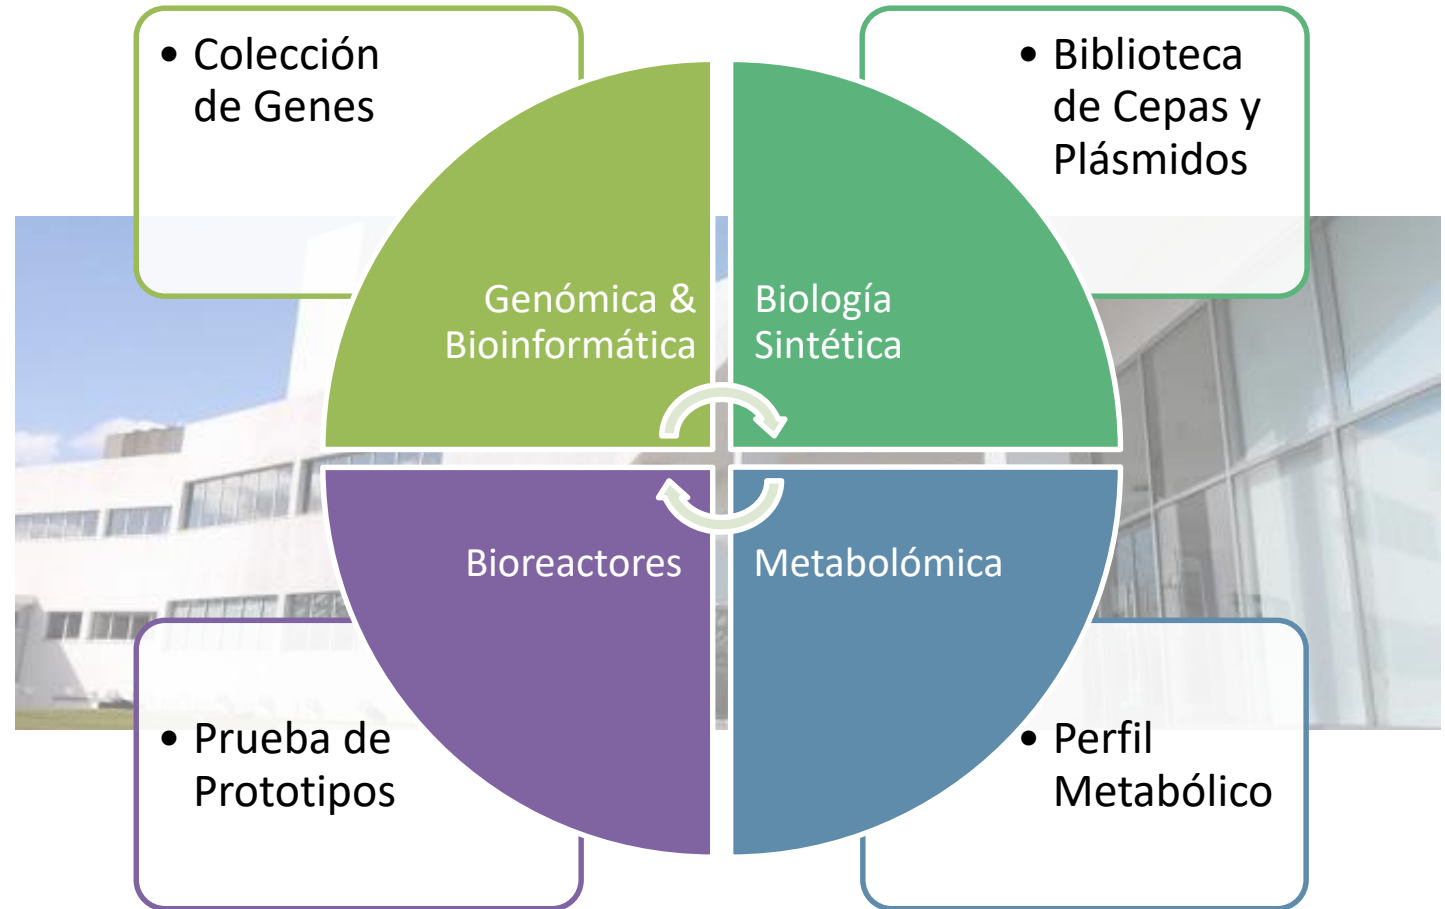 • Colección
de Genes
• Biblioteca
de Cepas y
Plásmidos
Genómica &
Bioinformática
Biología
Sintética
Bioreactores
Metabolómica
• Prueba de
Prototipos
• Perfil
Metabólico